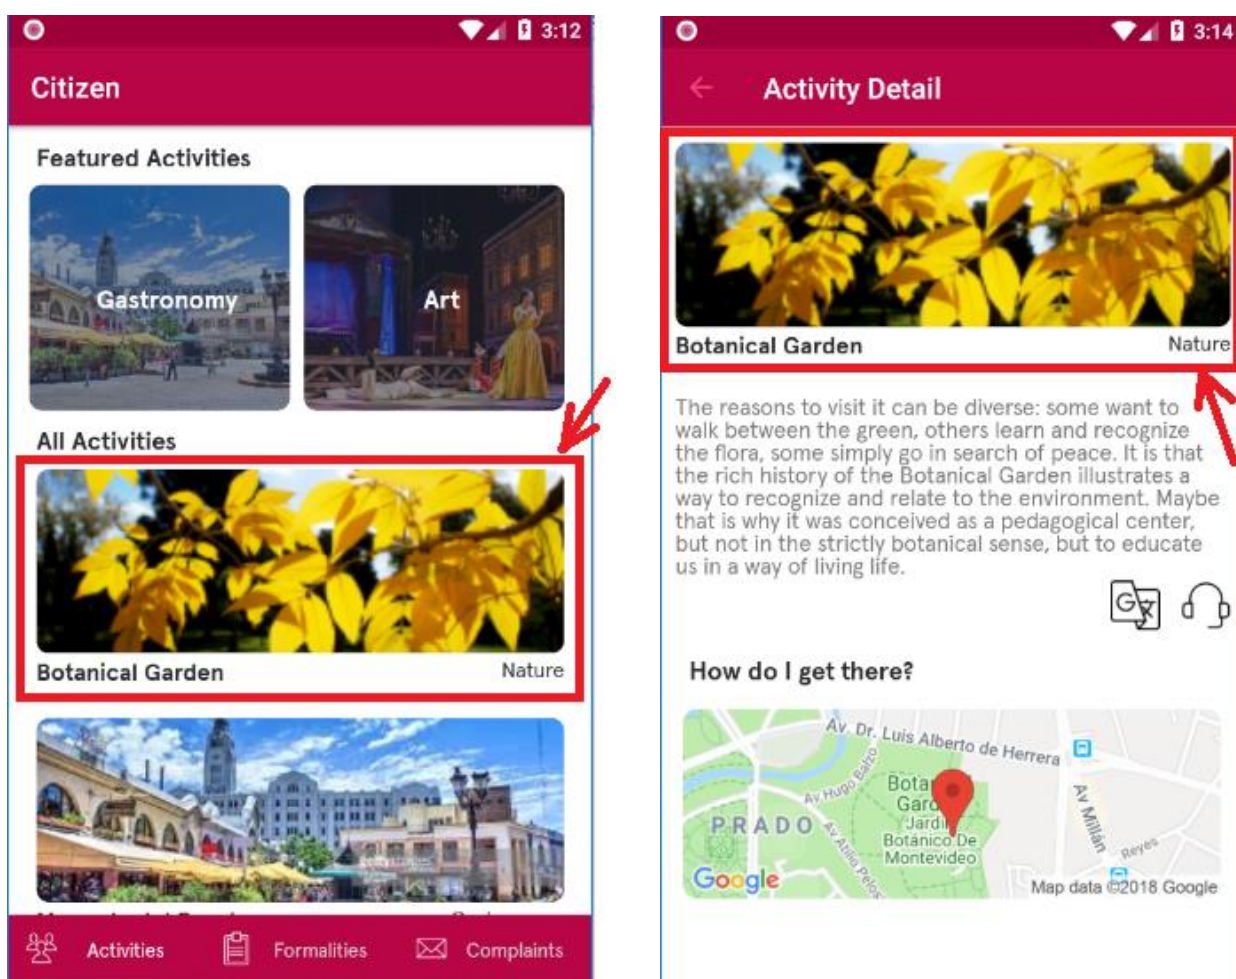 3:12
Citizen
Featured Activities
Gastronomy
Art
All Activities
Botanical Garden
Nature
Activities
Formalities
Complaints
3:14
Activity Detail
Botanical Garden
Nature
The reasons to visit it can be diverse: some want to
walk between the green, others learn and recognize
the flora, some simply go in search of peace. It is that
the rich history of the Botanical Garden illustrates a
way to recognize and relate to the environment. Maybe
that is why it was conceived as a pedagogical center,
but not in the strictly botanical sense, but to educate
us in a way of living life.
G
How do I get there?
Av. Dr. Luis Alberto de Herrera
Av Hugo
PRADO
Av Atilio Pelos
Jardí
Botánico De
Montevideo
Av Millán
Reyes
Google
Map data ©2018 Google